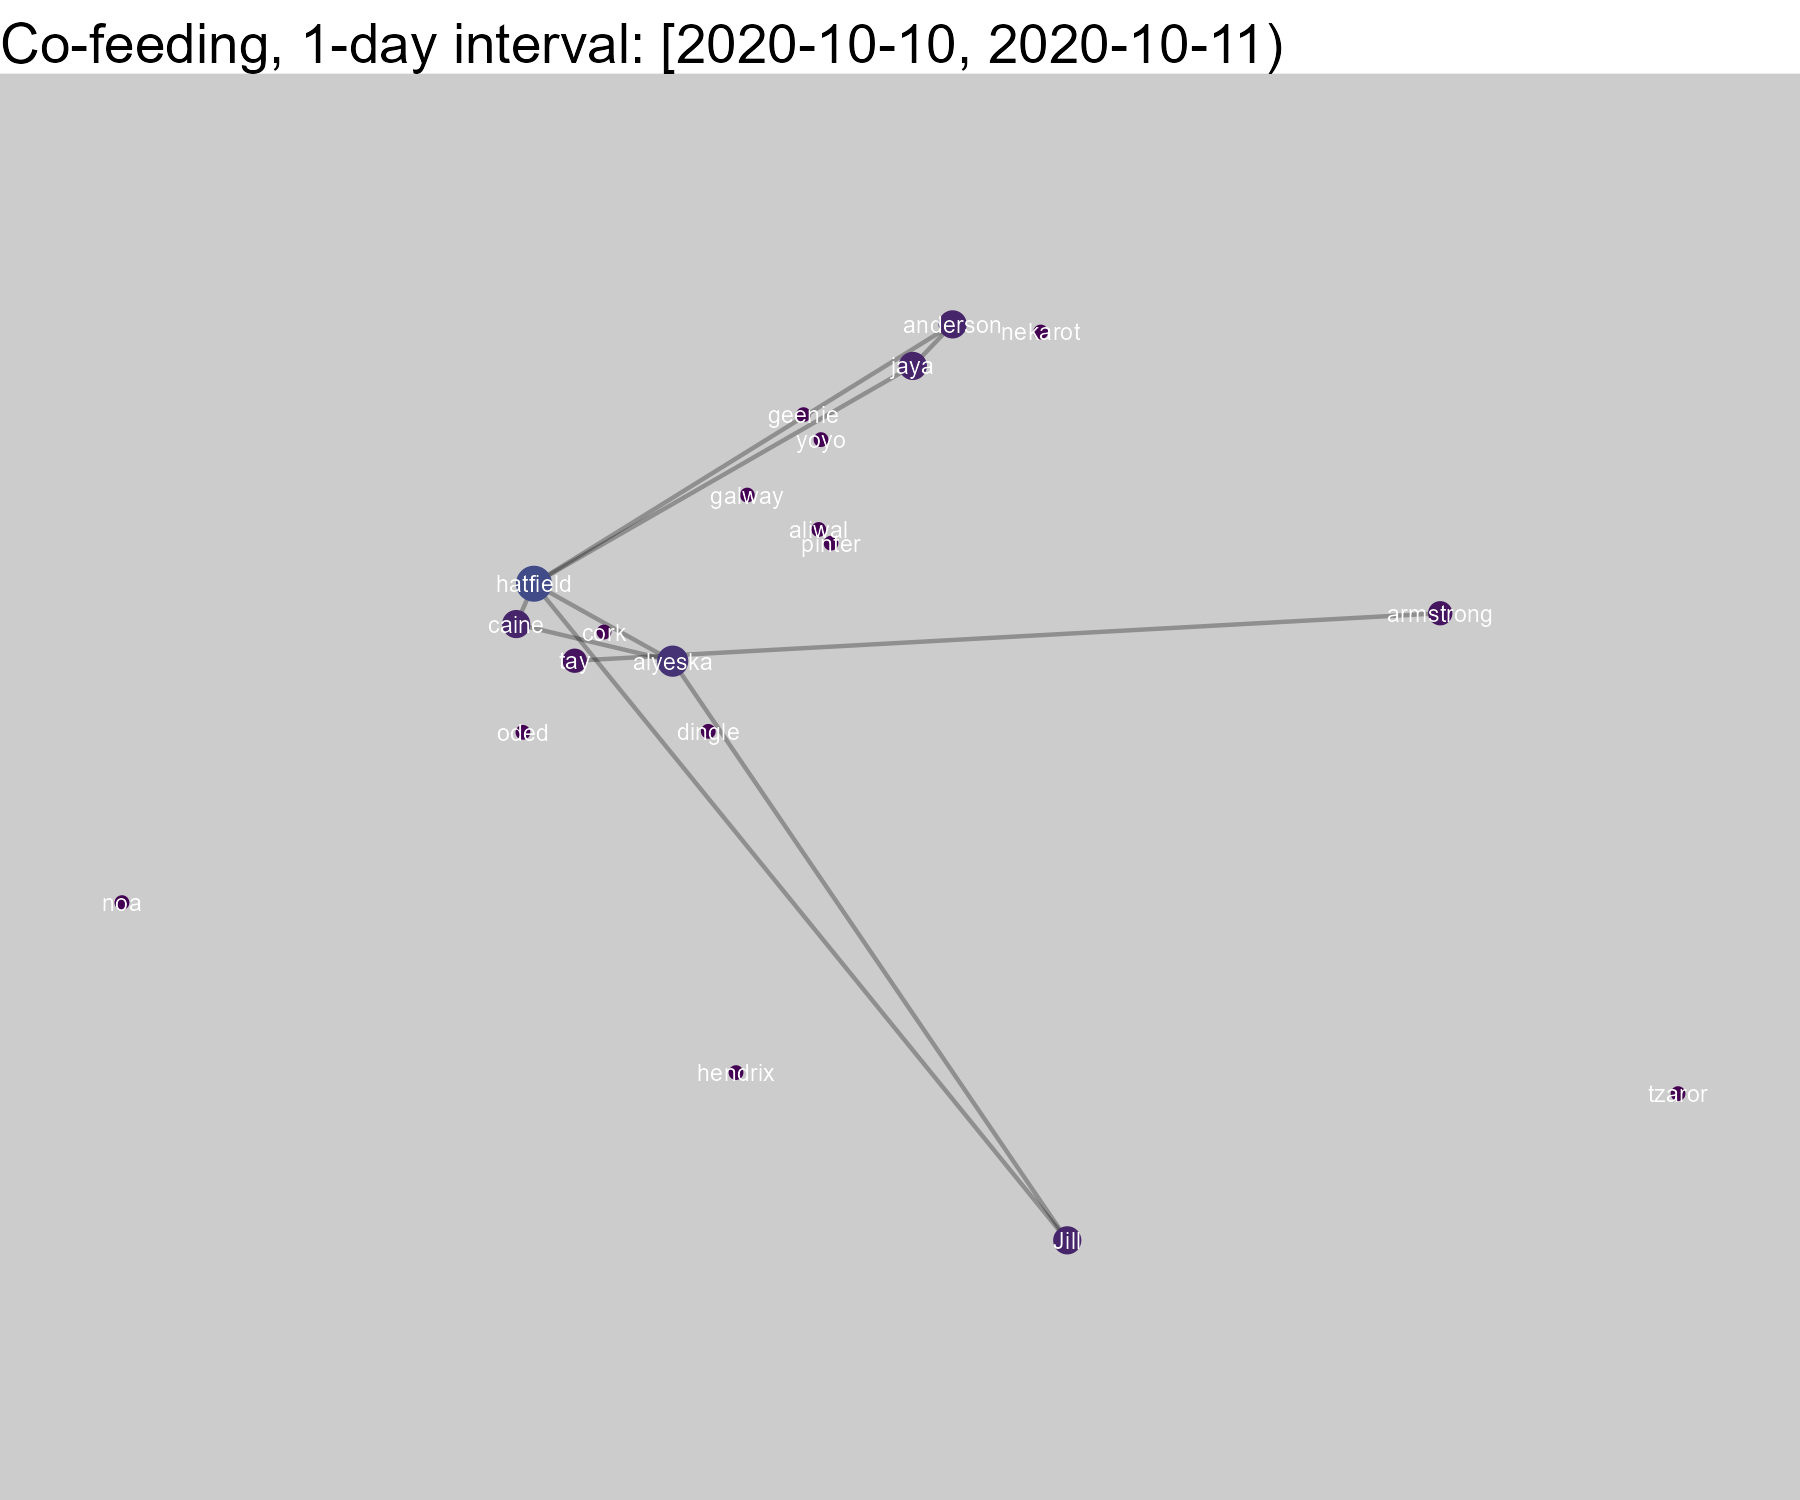 Co-feeding, 1-day interval: [2020-10-10, 2020-10-11)
anderson
nekarot
jaya
geenie
yoyo
galway
aliwal
pinter
hatfield
armstrong
caine
cork
tay
alyeska
oded
dingle
noa
hendrix
tzaror
Jill